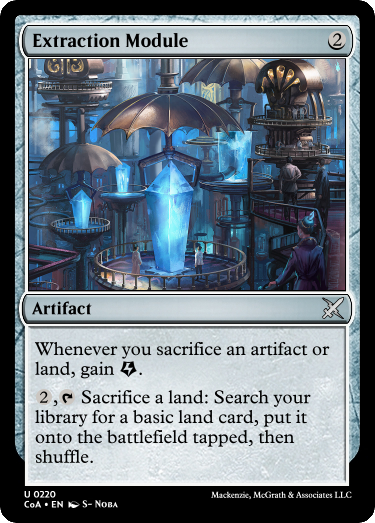 Extraction Module 2
Artifact
Whenever you sacrifice an artifact or
land, gain .
2, Sacrifice a land: Search your
library for a basic land card, put it
onto the battlefield tapped, then
shuffle.
U 0220
CoA • EN S- Noba
Mackenzie, McGrath & Associates LLC